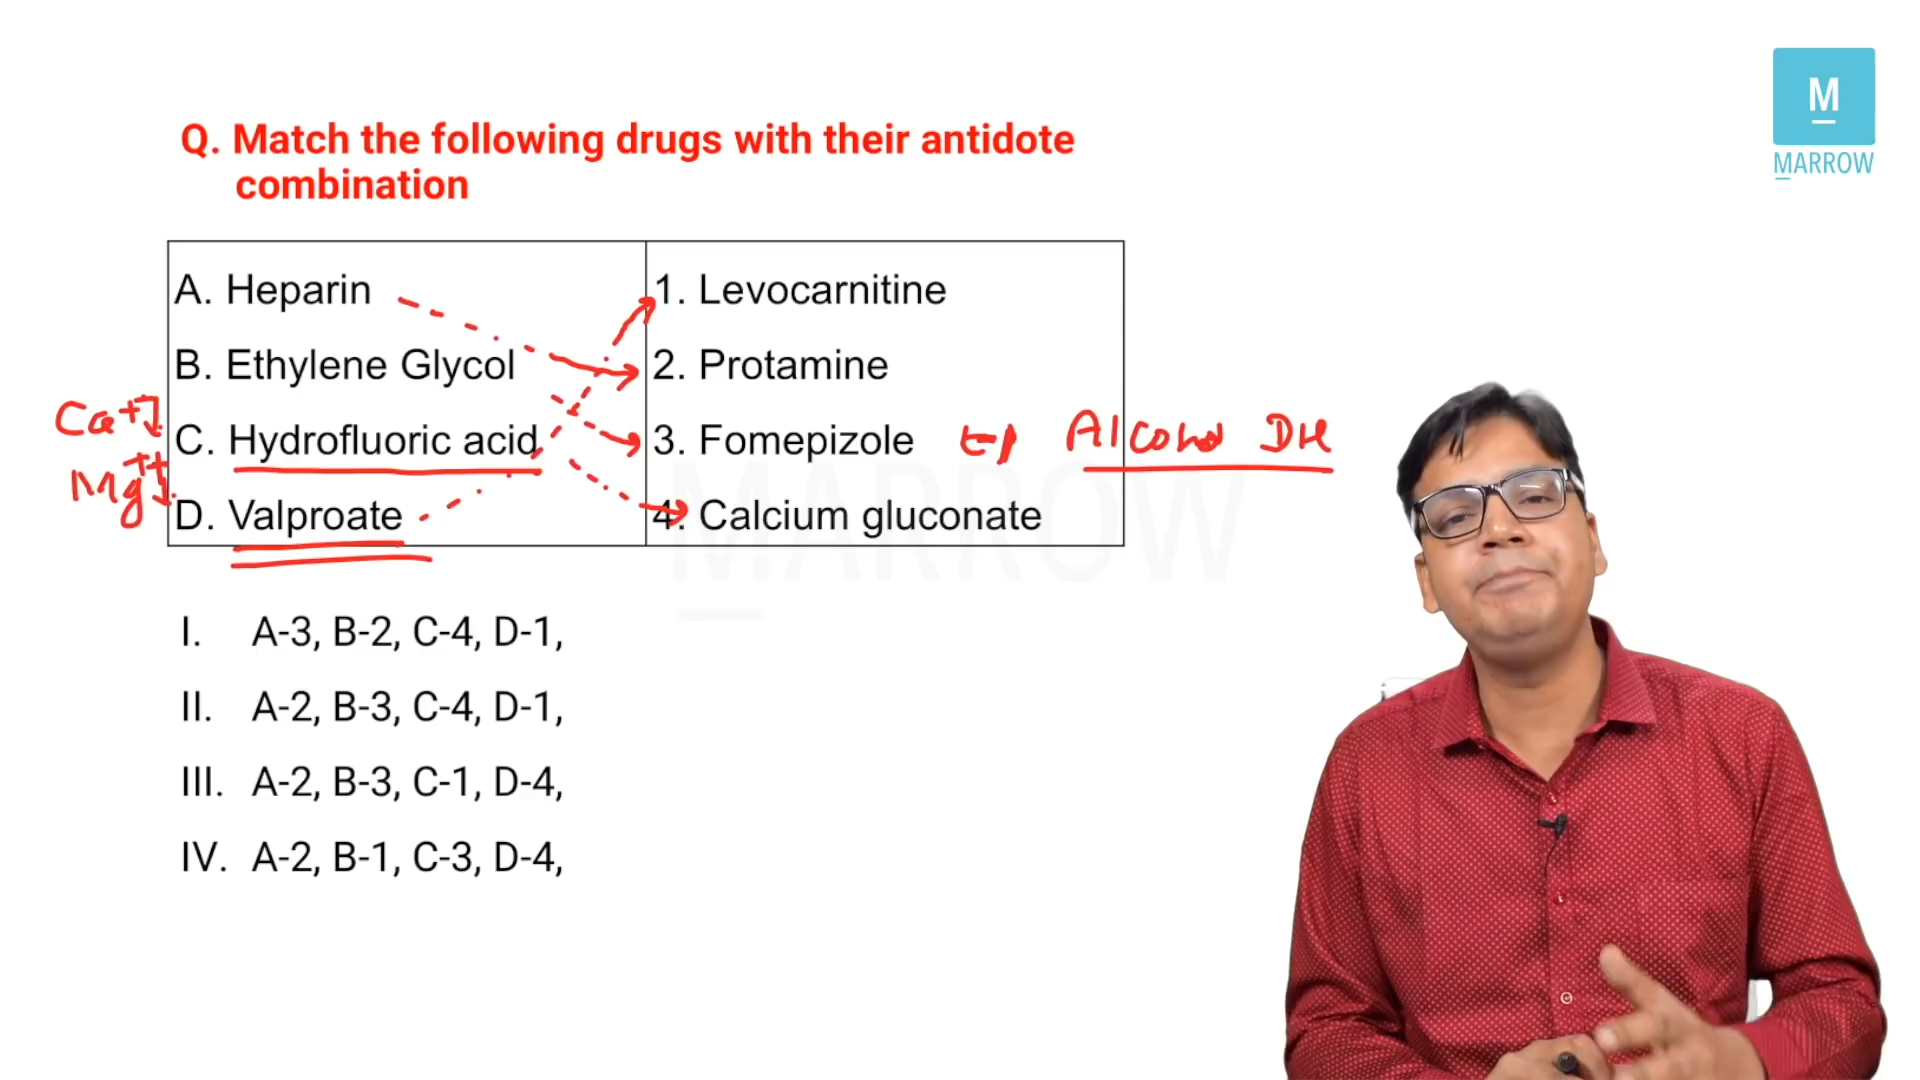 M
MARROW
Q. Match the following drugs with their antidote
combination
A. Heparin
1. Levocarnitine
B. Ethylene Glycol
2. Protamine
Ca++
C. Hydrofluoric acid
3. Fomepizole (-) Alcohol DH
Mg++
D. Valproate
4. Calcium gluconate
MARROW
I. A-3, B-2, C-4, D-1,
II. A-2, B-3, C-4, D-1,
III. A-2, B-3, C-1, D-4,
IV. A-2, B-1, C-3, D-4,